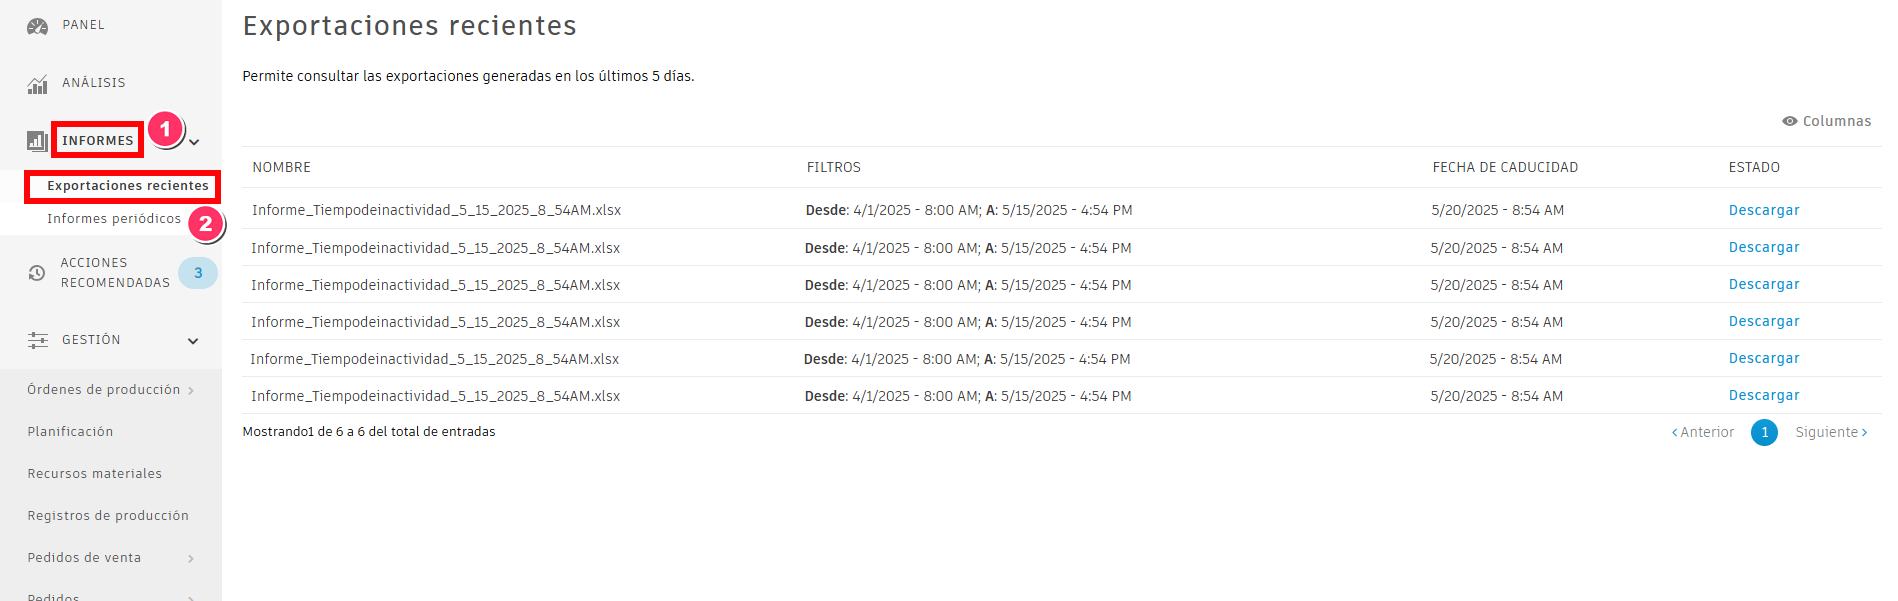 PANEL
ANÁLISIS
INFORMES
1
Exportaciones recientes
Informes periódicos
2
ACCIONES
RECOMENDADAS
3
GESTIÓN
Órdenes de producción
Planificación
Recursos materiales
Registros de producción
Pedidos de venta
Pedidos
Exportaciones recientes
Permite consultar las exportaciones generadas en los últimos 5 días.
Columnas
NOMBRE FILTROS FECHA DE CADUCIDAD ESTADO
Informe_Tiempodeinactividad_5_15_2025_8_54AM.xlsx Desde: 4/1/2025 - 8:00 AM; A: 5/15/2025 - 4:54 PM 5/20/2025 - 8:54 AM Descargar
Informe_Tiempodeinactividad_5_15_2025_8_54AM.xlsx Desde: 4/1/2025 - 8:00 AM; A: 5/15/2025 - 4:54 PM 5/20/2025 - 8:54 AM Descargar
Informe_Tiempodeinactividad_5_15_2025_8_54AM.xlsx Desde: 4/1/2025 - 8:00 AM; A: 5/15/2025 - 4:54 PM 5/20/2025 - 8:54 AM Descargar
Informe_Tiempodeinactividad_5_15_2025_8_54AM.xlsx Desde: 4/1/2025 - 8:00 AM; A: 5/15/2025 - 4:54 PM 5/20/2025 - 8:54 AM Descargar
Informe_Tiempodeinactividad_5_15_2025_8_54AM.xlsx Desde: 4/1/2025 - 8:00 AM; A: 5/15/2025 - 4:54 PM 5/20/2025 - 8:54 AM Descargar
Informe_Tiempodeinactividad_5_15_2025_8_54AM.xlsx Desde: 4/1/2025 - 8:00 AM; A: 5/15/2025 - 4:54 PM 5/20/2025 - 8:54 AM Descargar
Mostrando1 de 6 a 6 del total de entradas
Anterior 1 Siguiente